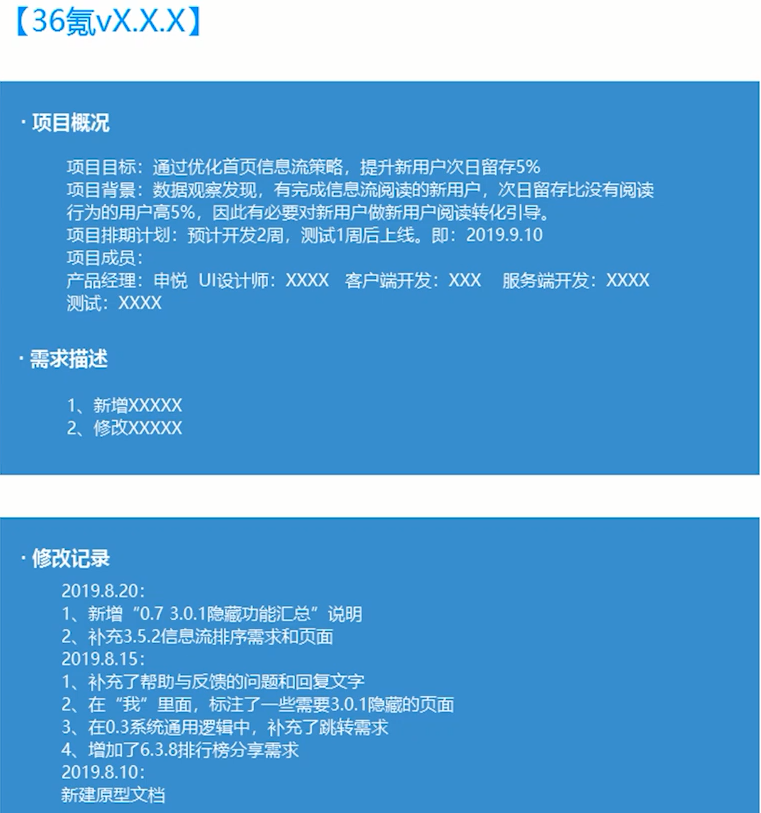 【36氪vX.X.X】
· 项目概况
项目目标：通过优化首页信息流策略，提升新用户次日留存5%
项目背景：数据观察发现，有完成信息流阅读的新用户，次日留存比没有阅读
行为的用户高5%，因此有必要对新用户做新用户阅读转化引导。
项目排期计划：预计开发2周，测试1周后上线。即：2019.9.10
项目成员：
产品经理：申悦 UI设计师：XXXX 客户端开发：XXX 服务端开发：XXXX
测试：XXXX
· 需求描述
1、新增XXXXX
2、修改XXXXX
· 修改记录
2019.8.20：
1、新增“0.7 3.0.1隐藏功能汇总”说明
2、补充3.5.2信息流排序需求和页面
2019.8.15：
1、补充了帮助与反馈的问题和回复文字
2、在“我”里面，标注了一些需要3.0.1隐藏的页面
3、在0.3系统通用逻辑中，补充了跳转需求
4、增加了6.3.8排行榜分享需求
2019.8.10：
新建原型文档